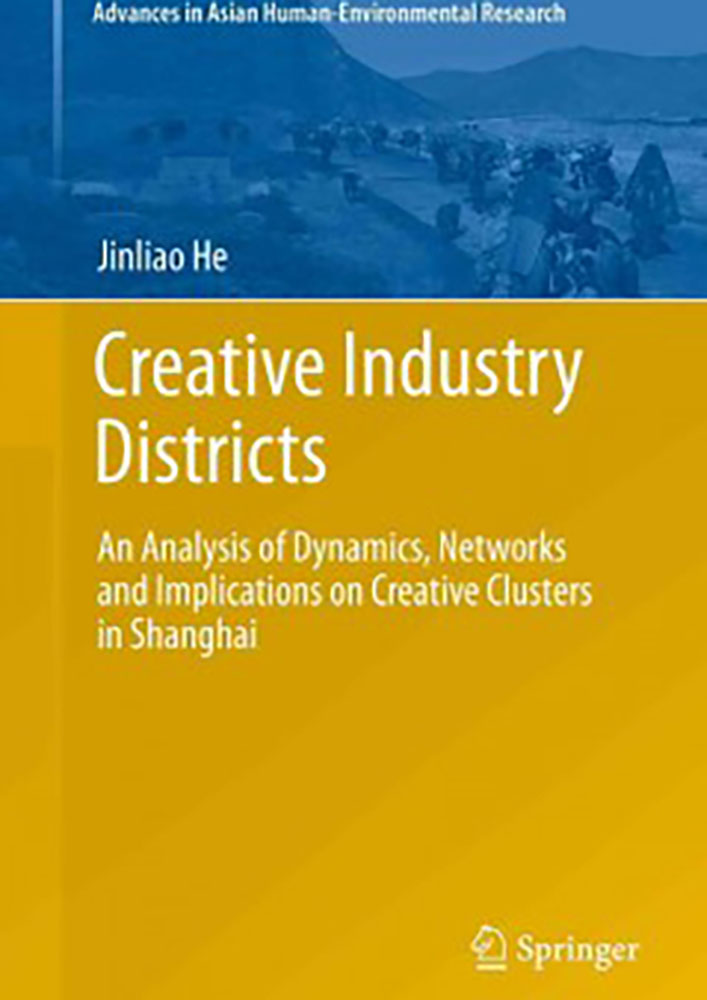 Advances in Asian Human-Environmental Research
Jinliao He
Creative Industry
Districts
An Analysis of Dynamics, Networks
and Implications on Creative Clusters
in Shanghai
Springer